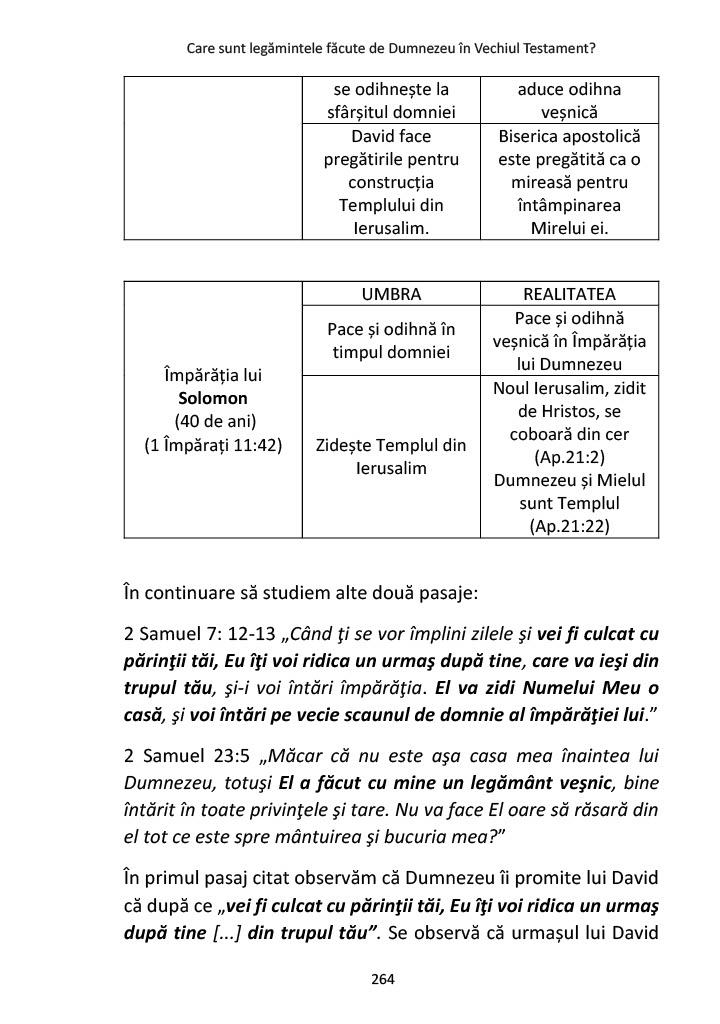 Care sunt legămintele făcute de Dumnezeu în Vechiul Testament?
se odihnește la
sfârșitul domniei
aduce odihna
veșnică
David face
pregătirile pentru
construcția
Templului din
Ierusalim.
Biserica apostolică
este pregătită ca o
mireasă pentru
întâmpinarea
Mirelui ei.
Împărăția lui
Solomon
(40 de ani)
(1 Împărați 11:42)
UMBRA
REALITATEA
Pace și odihnă în
timpul domniei
Pace și odihnă
veșnică în Împărăția
lui Dumnezeu
Zidește Templul din
Ierusalim
Noul Ierusalim, zidit
de Hristos, se
coboară din cer
(Ap.21:2)
Dumnezeu și Mielul
sunt Templul
(Ap.21:22)
În continuare să studiem alte două pasaje:
2 Samuel 7: 12-13 „Când ţi se vor împlini zilele şi vei fi culcat cu
părinţii tăi, Eu îţi voi ridica un urmaş după tine, care va ieşi din
trupul tău, şi-i voi întări împărăţia. El va zidi Numelui Meu o
casă, şi voi întări pe vecie scaunul de domnie al împărăţiei lui.”
2 Samuel 23:5 „Măcar că nu este aşa casa mea înaintea lui
Dumnezeu, totuşi El a făcut cu mine un legământ veşnic, bine
întărit în toate privinţele şi tare. Nu va face El oare să răsară din
el tot ce este spre mântuirea şi bucuria mea?”
În primul pasaj citat observăm că Dumnezeu îi promite lui David
că după ce „vei fi culcat cu părinţii tăi, Eu îţi voi ridica un urmaş
după tine [...] din trupul tău”. Se observă că urmașul lui David
264